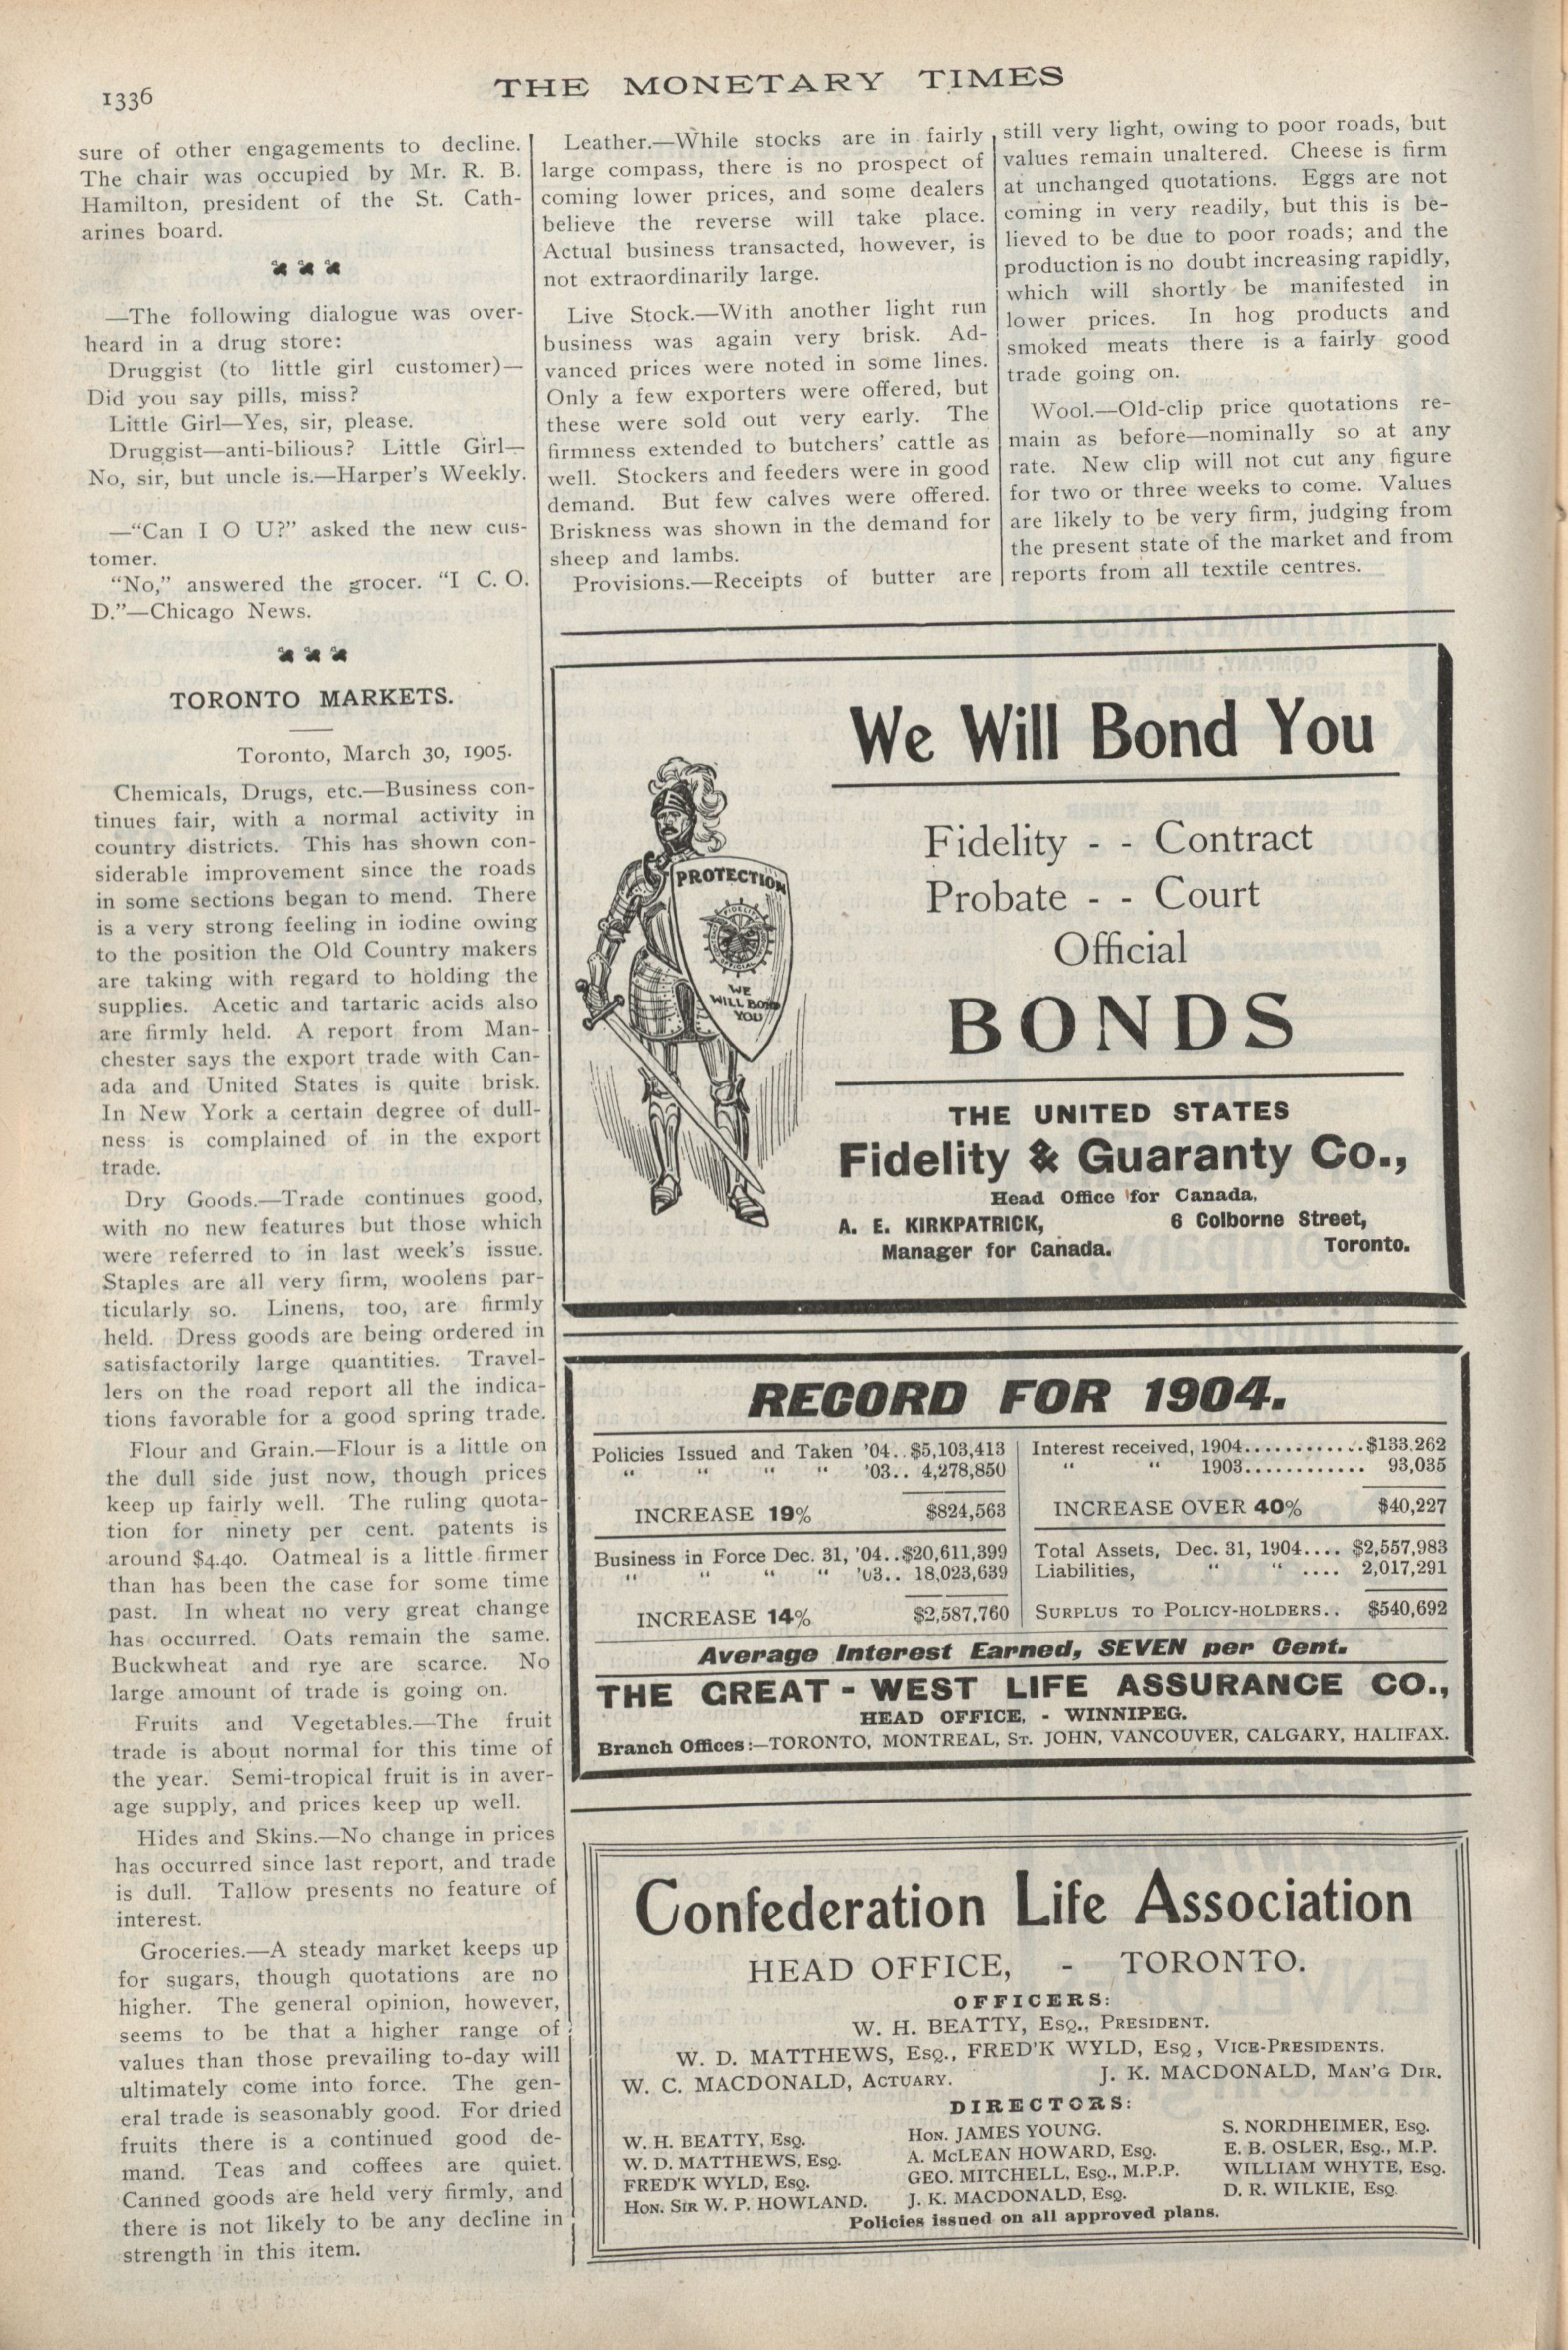 1336
THE MONETARY TIMES
sure of other engagements to decline.
The chair was occupied by Mr. R. B.
Hamilton, president of the St. Cath-
arines board.
—The following dialogue was over-
heard in a drug store:
Druggist (to little girl customer)—
Did you say pills, miss?
Little Girl—Yes, sir, please.
Druggist—anti-bilious? Little Girl—
No, sir, but uncle is.—Harper's Weekly.
—“Can I O U?” asked the new cus-
tomer.
“No,” answered the grocer. “I C. O.
D.”—Chicago News.
TORONTO MARKETS.
Toronto, March 30, 1905.
Chemicals, Drugs, etc.—Business con-
tinues fair, with a normal activity in
country districts. This has shown con-
siderable improvement since the roads
in some sections began to mend. There
is a very strong feeling in iodine owing
to the position the Old Country makers
are taking with regard to holding the
supplies. Acetic and tartaric acids also
are firmly held. A report from Man-
chester says the export trade with Can-
ada and United States is quite brisk.
In New York a certain degree of dull-
ness is complained of in the export
trade.
Dry Goods.—Trade continues good,
with no new features but those which
were referred to in last week's issue.
Staples are all very firm, woolens par-
ticularly so. Linens, too, are firmly
held. Dress goods are being ordered in
satisfactorily large quantities. Travel-
lers on the road report all the indica-
tions favorable for a good spring trade.
Flour and Grain.—Flour is a little on
the dull side just now, though prices
keep up fairly well. The ruling quota-
tion for ninety per cent. patents is
around $4.40. Oatmeal is a little firmer
than has been the case for some time
past. In wheat no very great change
has occurred. Oats remain the same.
Buckwheat and rye are scarce. No
large amount of trade is going on.
Fruits and Vegetables.—The fruit
trade is about normal for this time of
the year. Semi-tropical fruit is in aver-
age supply, and prices keep up well.
Hides and Skins.—No change in prices
has occurred since last report, and trade
is dull. Tallow presents no feature of
interest.
Groceries.—A steady market keeps up
for sugars, though quotations are no
higher. The general opinion, however,
seems to be that a higher range of
values than those prevailing to-day will
ultimately come into force. The gen-
eral trade is seasonably good. For dried
fruits there is a continued good de-
mand. Teas and coffees are quiet.
Canned goods are held very firmly, and
there is not likely to be any decline in
strength in this item.
Leather.—While stocks are in fairly
large compass, there is no prospect of
coming lower prices, and some dealers
believe the reverse will take place.
Actual business transacted, however, is
not extraordinarily large.
Live Stock.—With another light run
business was again very brisk. Ad-
vanced prices were noted in some lines.
Only a few exporters were offered, but
these were sold out very early. The
firmness extended to butchers' cattle as
well. Stockers and feeders were in good
demand. But few calves were offered.
Briskness was shown in the demand for
sheep and lambs.
Provisions.—Receipts of butter are
still very light, owing to poor roads, but
values remain unaltered. Cheese is firm
at unchanged quotations. Eggs are not
coming in very readily, but this is be-
lieved to be due to poor roads; and the
production is no doubt increasing rapidly,
which will shortly be manifested in
lower prices. In hog products and
smoked meats there is a fairly good
trade going on.
Wool.—Old-clip price quotations re-
main as before—nominally so at any
rate. New clip will not cut any figure
for two or three weeks to come. Values
are likely to be very firm, judging from
the present state of the market and from
reports from all textile centres.
We Will Bond You
PROTECTION
WE
WILL BOND
YOU
Fidelity - - Contract
Probate - - Court
Official
BONDS
THE UNITED STATES
Fidelity & Guaranty Co.,
Head Office for Canada,
A. E. KIRKPATRICK, 6 Colborne Street,
Manager for Canada. Toronto.
RECORD FOR 1904.
Policies Issued and Taken '04..$5,103,413
“ “ “ “ '03.. 4,278,850
INCREASE 19% $824,563
Interest received, 1904.............$133.262
“ “ 1903............ 93,035
INCREASE OVER 40% $40,227
Business in Force Dec. 31, '04..$20,611,399
“ “ “ “ '03.. 18,023,639
INCREASE 14% $2,587,760
Total Assets, Dec. 31, 1904.... $2,557,983
Liabilities, “ “ .... 2,017,291
SURPLUS TO POLICY-HOLDERS.. $540,692
Average Interest Earned, SEVEN per Cent.
THE GREAT-WEST LIFE ASSURANCE CO.,
HEAD OFFICE, - WINNIPEG.
Branch Offices:—TORONTO, MONTREAL, ST. JOHN, VANCOUVER, CALGARY, HALIFAX.
Confederation Life Association
HEAD OFFICE, - TORONTO.
OFFICERS:
W. H. BEATTY, ESQ., PRESIDENT.
W. D. MATTHEWS, ESQ., FRED'K WYLD, ESQ, VICE-PRESIDENTS.
W. C. MACDONALD, ACTUARY. J. K. MACDONALD, MAN'G DIR.
DIRECTORS:
W. H. BEATTY, ESQ. HON. JAMES YOUNG. S. NORDHEIMER, ESQ.
W. D. MATTHEWS, ESQ. A. McLEAN HOWARD, ESQ. E. B. OSLER, ESQ., M.P.
FRED'K WYLD, ESQ. GEO. MITCHELL, ESQ., M.P.P. WILLIAM WHYTE, ESQ.
HON. SIR W. P. HOWLAND. J. K. MACDONALD, ESQ. D. R. WILKIE, ESQ
Policies issued on all approved plans.